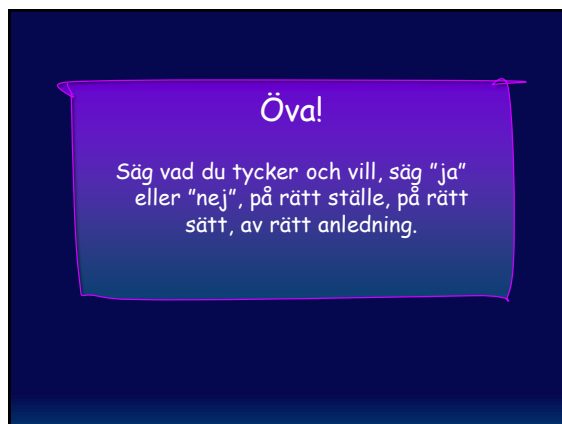 Öva!
Säg vad du tycker och vill, säg ”ja”
eller ”nej”, på rätt ställe, på rätt
sätt, av rätt anledning.